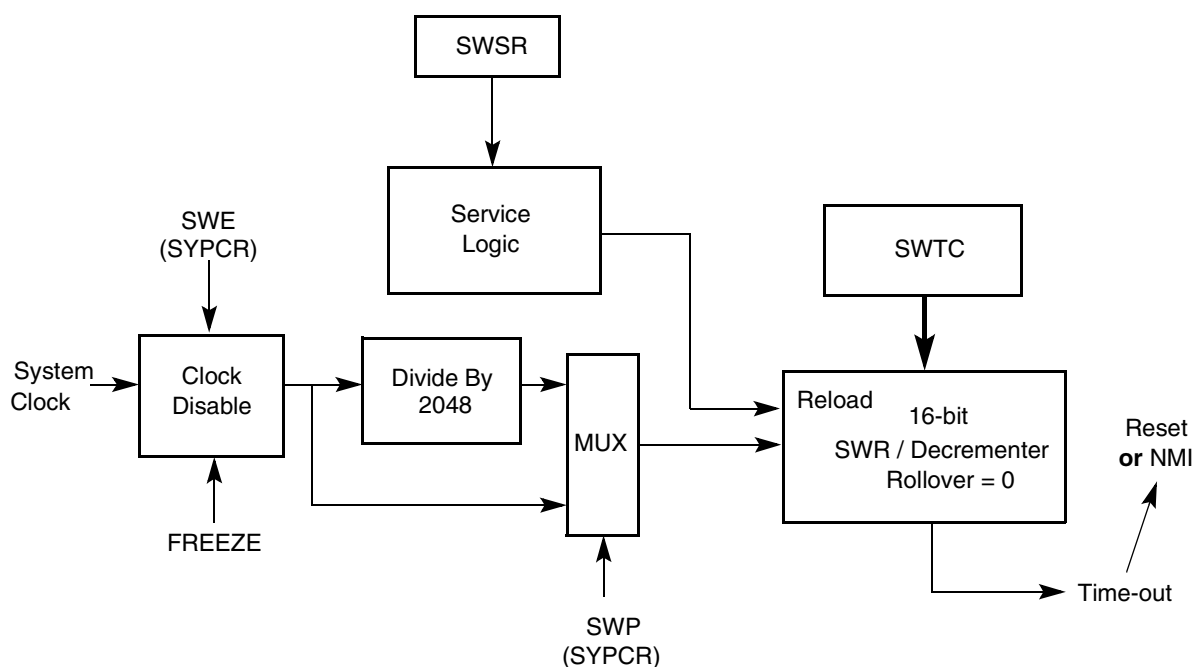 SWSR
Service
Logic
SWE
(SYPCR)
SWTC
System
Clock
Clock
Disable
Divide By
2048
MUX
Reload
16-bit
SWR / Decrementer
Rollover = 0
Reset
or NMI
FREEZE
Time-out
SWP
(SYPCR)